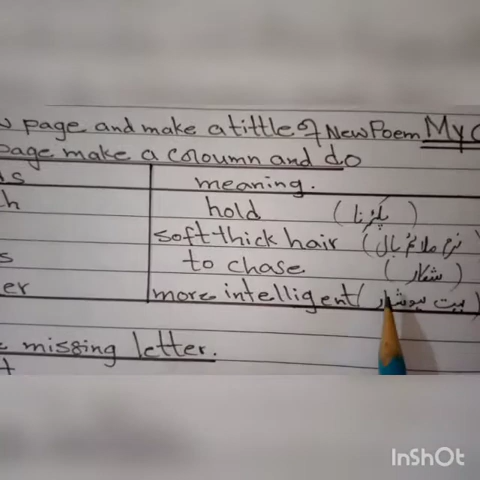 page and make a tittle of New Poem My
page make a coloumn and do
meaning.
hold (پکڑنا)
soft thick hair (نرم ملائم بال)
to chase (شکار)
er more intelligent (بہت ہوشیار)
missing letter.
InShOt